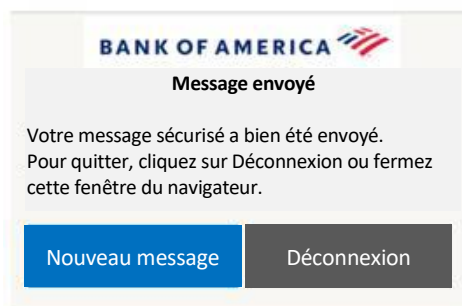 BANK OF AMERICA
Message envoyé
Votre message sécurisé a bien été envoyé.
Pour quitter, cliquez sur Déconnexion ou fermez
cette fenêtre du navigateur.
Nouveau message Déconnexion